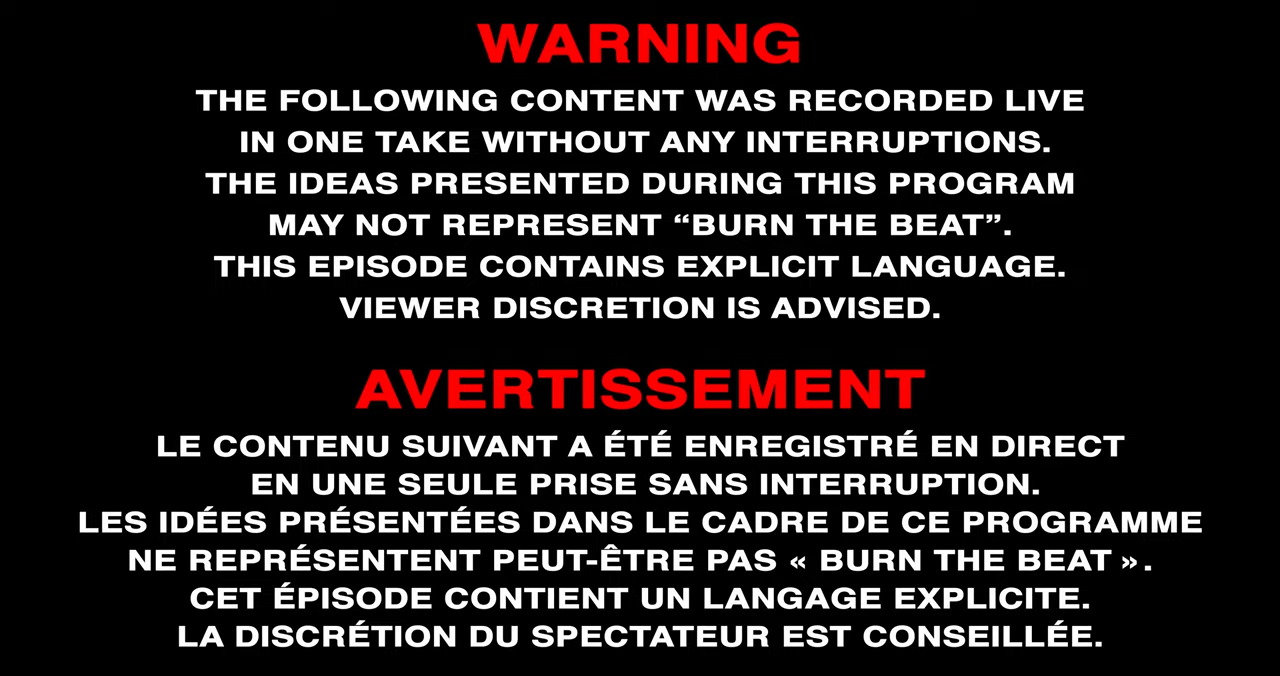 WARNING
THE FOLLOWING CONTENT WAS RECORDED LIVE
IN ONE TAKE WITHOUT ANY INTERRUPTIONS.
THE IDEAS PRESENTED DURING THIS PROGRAM
MAY NOT REPRESENT “BURN THE BEAT”.
THIS EPISODE CONTAINS EXPLICIT LANGUAGE.
VIEWER DISCRETION IS ADVISED.
AVERTISSEMENT
LE CONTENU SUIVANT A ÉTÉ ENREGISTRÉ EN DIRECT
EN UNE SEULE PRISE SANS INTERRUPTION.
LES IDÉES PRÉSENTÉES DANS LE CADRE DE CE PROGRAMME
NE REPRÉSENTENT PEUT-ÊTRE PAS « BURN THE BEAT ».
CET ÉPISODE CONTIENT UN LANGAGE EXPLICITE.
LA DISCRÉTION DU SPECTATEUR EST CONSEILLÉE.